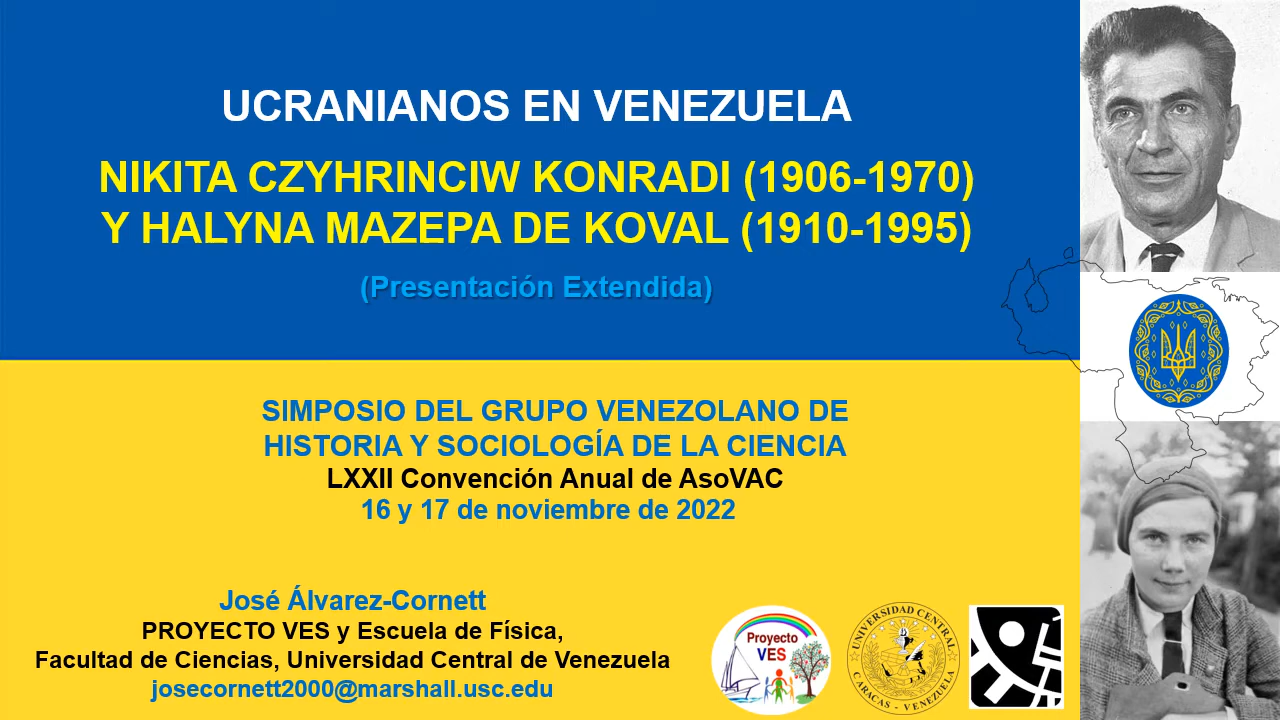 UCRANIANOS EN VENEZUELA
NIKITA CZYHRINCIW KONRADI (1906-1970)
Y HALYNA MAZEPA DE KOVAL (1910-1995)
(Presentación Extendida)
SIMPOSIO DEL GRUPO VENEZOLANO DE
HISTORIA Y SOCIOLOGÍA DE LA CIENCIA
LXXII Convención Anual de AsoVAC
16 y 17 de noviembre de 2022
José Álvarez-Cornett
PROYECTO VES y Escuela de Física,
Facultad de Ciencias, Universidad Central de Venezuela
josecornett2000@marshall.usc.edu
Proyecto
VES
UNIVERSIDAD CENTRAL
CARACAS - VENEZUELA